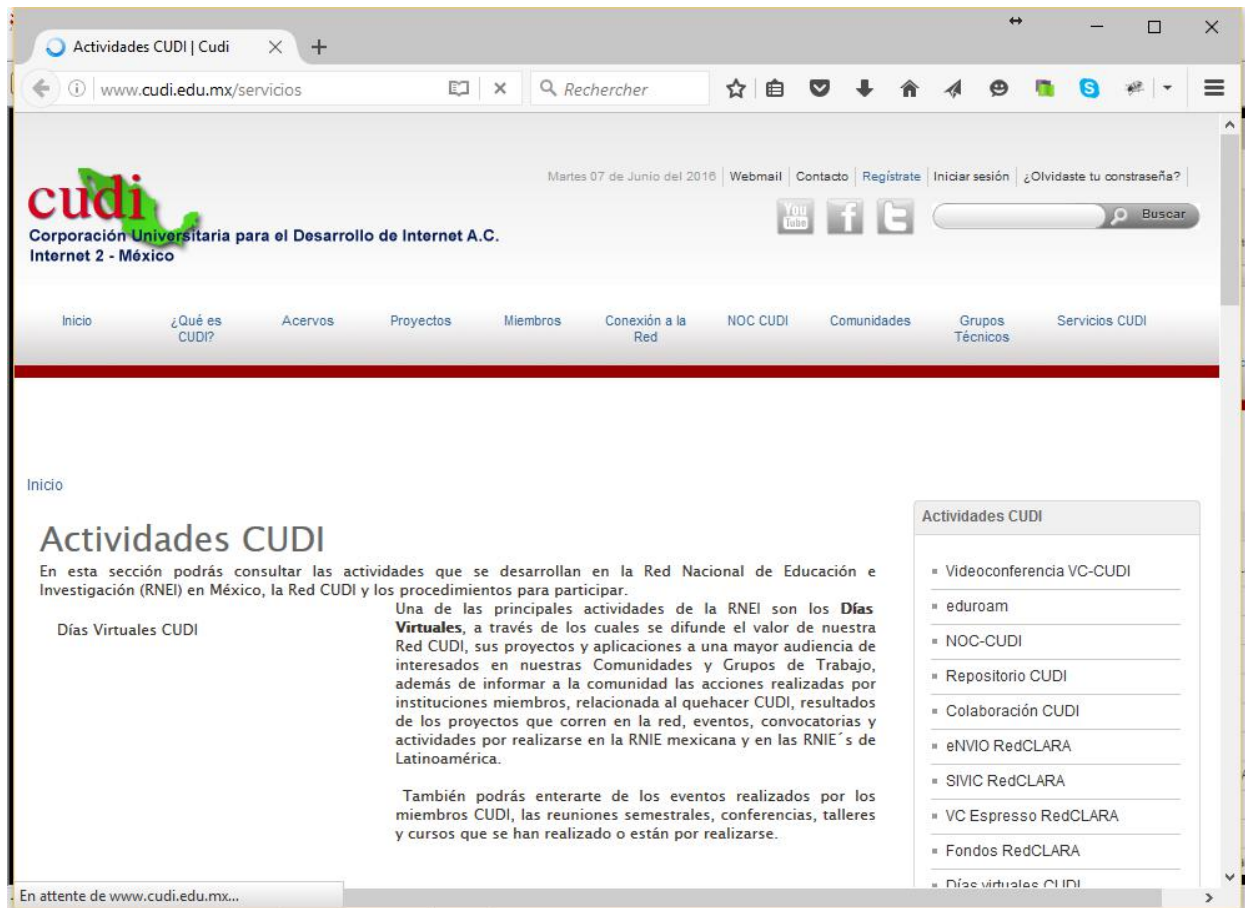 Actividades CUDI | Cudi
www.cudi.edu.mx/servicios
Rechercher
cudi
Corporación Universitaria para el Desarrollo de Internet A.C.
Internet 2 - México
Martes 07 de Junio del 2016 Webmail Contacto Regístrate Iniciar sesión ¿Olvidaste tu constraseña?
You Tube
Buscar
Inicio ¿Qué es CUDI? Acervos Proyectos Miembros Conexión a la Red NOC CUDI Comunidades Grupos Técnicos Servicios CUDI
Inicio
Actividades CUDI
En esta sección podrás consultar las actividades que se desarrollan en la Red Nacional de Educación e
Investigación (RNEI) en México, la Red CUDI y los procedimientos para participar.
Días Virtuales CUDI
Una de las principales actividades de la RNEI son los Días
Virtuales, a través de los cuales se difunde el valor de nuestra
Red CUDI, sus proyectos y aplicaciones a una mayor audiencia de
interesados en nuestras Comunidades y Grupos de Trabajo,
además de informar a la comunidad las acciones realizadas por
instituciones miembros, relacionada al quehacer CUDI, resultados
de los proyectos que corren en la red, eventos, convocatorias y
actividades por realizarse en la RNIE mexicana y en las RNIE´s de
Latinoamérica.
También podrás enterarte de los eventos realizados por los
miembros CUDI, las reuniones semestrales, conferencias, talleres
y cursos que se han realizado o están por realizarse.
Actividades CUDI
Videoconferencia VC-CUDI
eduroam
NOC-CUDI
Repositorio CUDI
Colaboración CUDI
eNVIO RedCLARA
SIVIC RedCLARA
VC Espresso RedCLARA
Fondos RedCLARA
Días virtuales CUDI
En attente de www.cudi.edu.mx...